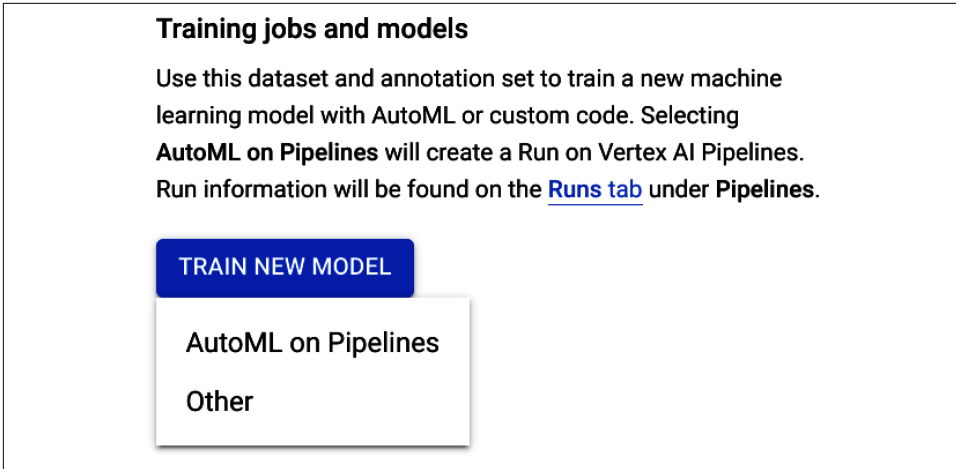 Training jobs and models
Use this dataset and annotation set to train a new machine
learning model with AutoML or custom code. Selecting
AutoML on Pipelines will create a Run on Vertex AI Pipelines.
Run information will be found on the Runs tab under Pipelines.
TRAIN NEW MODEL
AutoML on Pipelines
Other